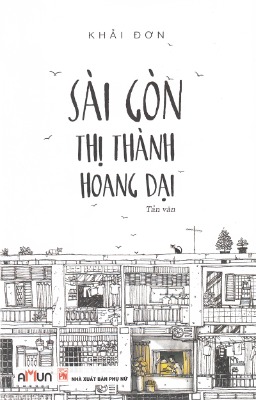 KHẢI ĐƠN
SÀI GÒN
THỊ THÀNH
HOANG DẠI
Tản văn
AMUN
NHÀ XUẤT BẢN PHỤ NỮ